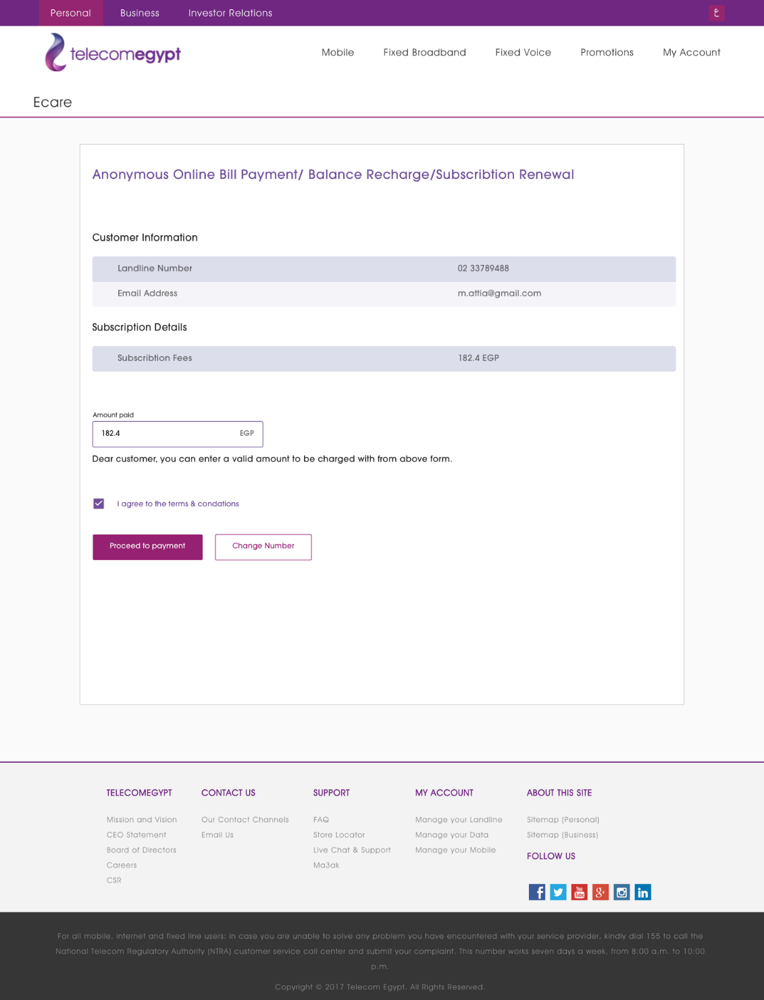 Personal Business Investor Relations ع
telecomegypt
Mobile Fixed Broadband Fixed Voice Promotions My Account
Ecare
Anonymous Online Bill Payment/ Balance Recharge/Subscribtion Renewal
Customer Information
Landline Number 02 33789488
Email Address m.attia@gmail.com
Subscription Details
Subscribtion Fees 182.4 EGP
Amount paid
182.4 EGP
Dear customer, you can enter a valid amount to be charged with from above form.
I agree to the terms & condations
Proceed to payment Change Number
TELECOMEGYPT CONTACT US SUPPORT MY ACCOUNT ABOUT THIS SITE
Mission and Vision Our Contact Channels FAQ Manage your Landline Sitemap (Personal)
CEO Statement Email Us Store Locator Manage your Data Sitemap (Business)
Board of Directors Live Chat & Support Manage your Mobile
FOLLOW US
Careers Ma3ak
CSR
f You Tube g+ in
For all mobile, internet and fixed line users: in case you are unable to solve any problem you have encountered with your service provider, kindly dial 155 to call the
National Telecom Regulatory Authority (NTRA) customer service call center and submit your complaint. This number works seven days a week, from 8:00 a.m. to 10:00
p.m.
Copyright © 2017 Telecom Egypt. All Rights Reserved.